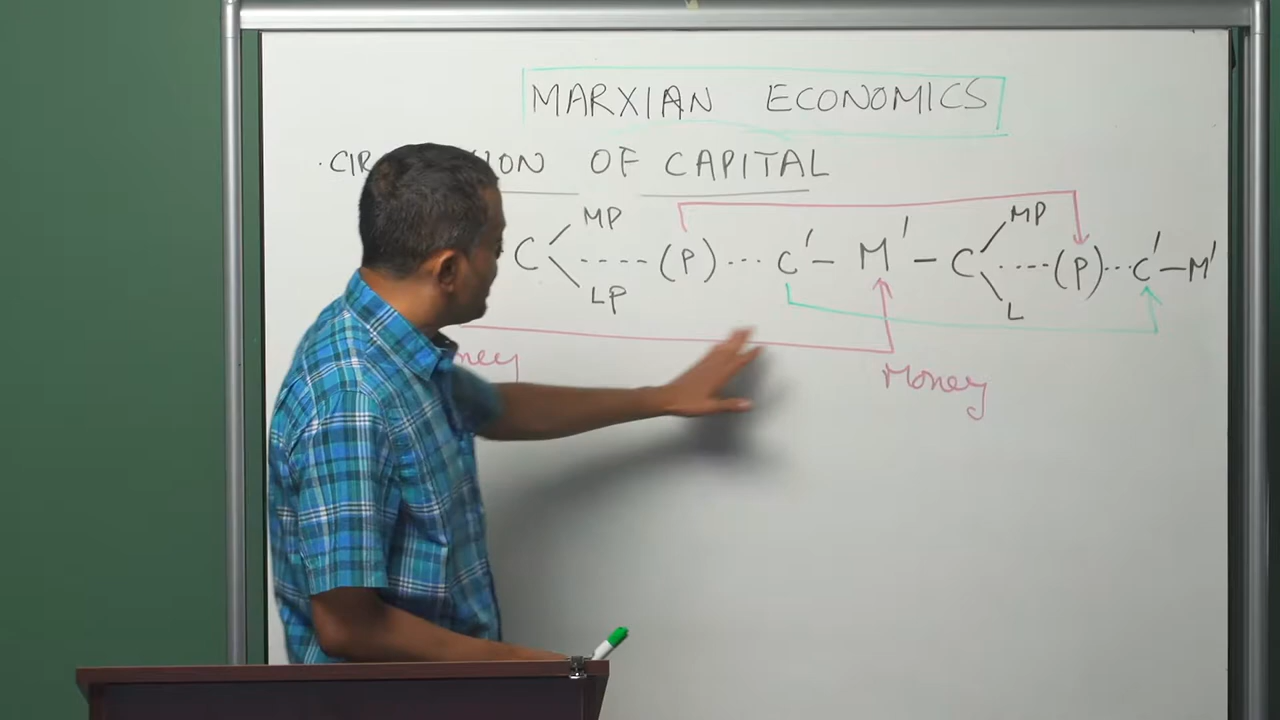 MARXIAN ECONOMICS
OF CAPITAL
MP MP
C ---- (P) ... C' – M' – C ....-- (P) ... C' – M'
LP L
Money